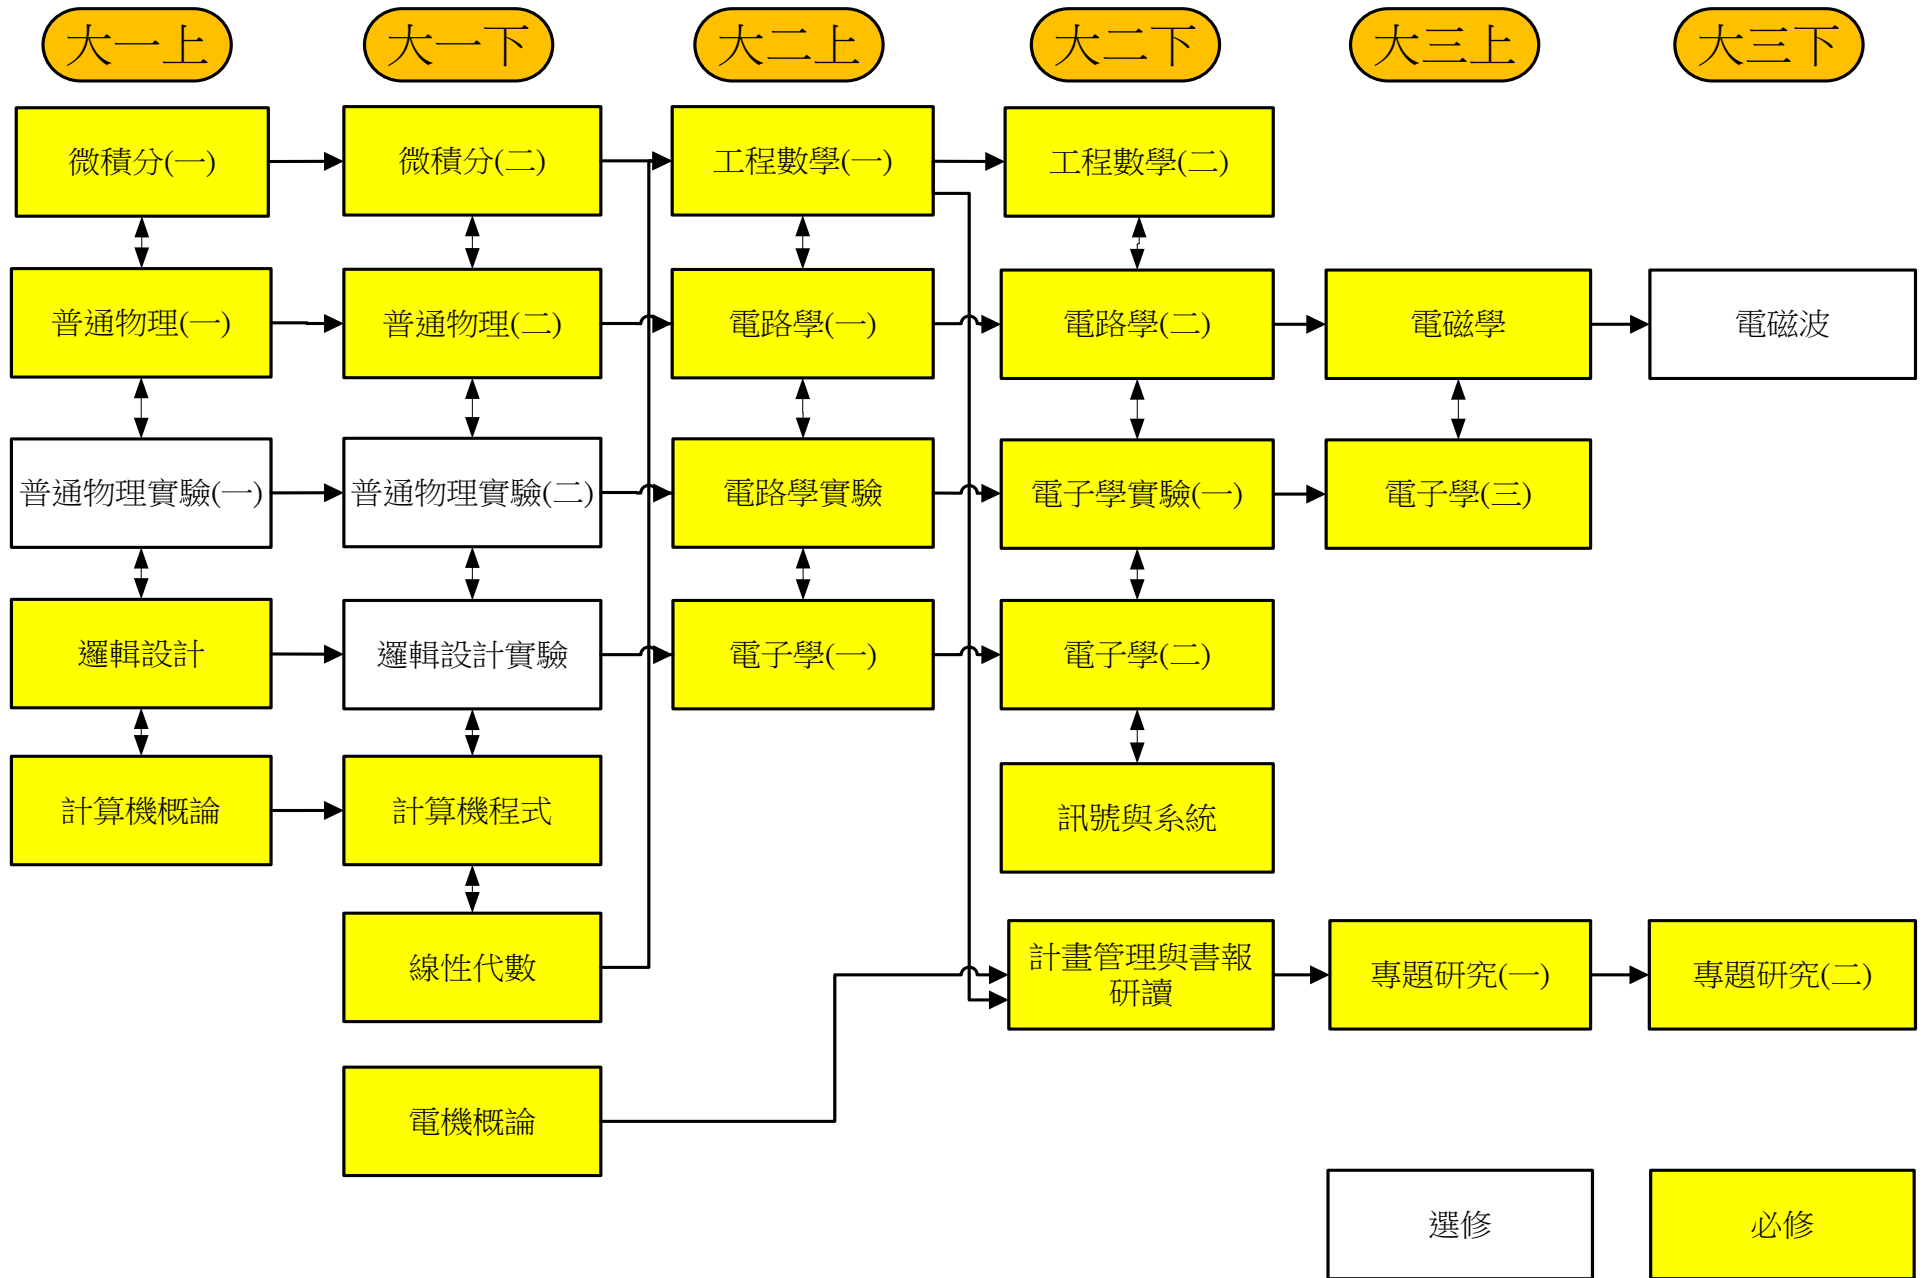 大一上
大一下
大二上
大二下
大三上
大三下
微積分(一)
微積分(二)
工程數學(一)
工程數學(二)
普通物理(一)
普通物理(二)
電路學(一)
電路學(二)
電磁學
電磁波
普通物理實驗(一)
普通物理實驗(二)
電路學實驗
電子學實驗(一)
電子學(三)
邏輯設計
邏輯設計實驗
電子學(一)
電子學(二)
計算機概論
計算機程式
訊號與系統
線性代數
計畫管理與書報
研讀
專題研究(一)
專題研究(二)
電機概論
選修
必修